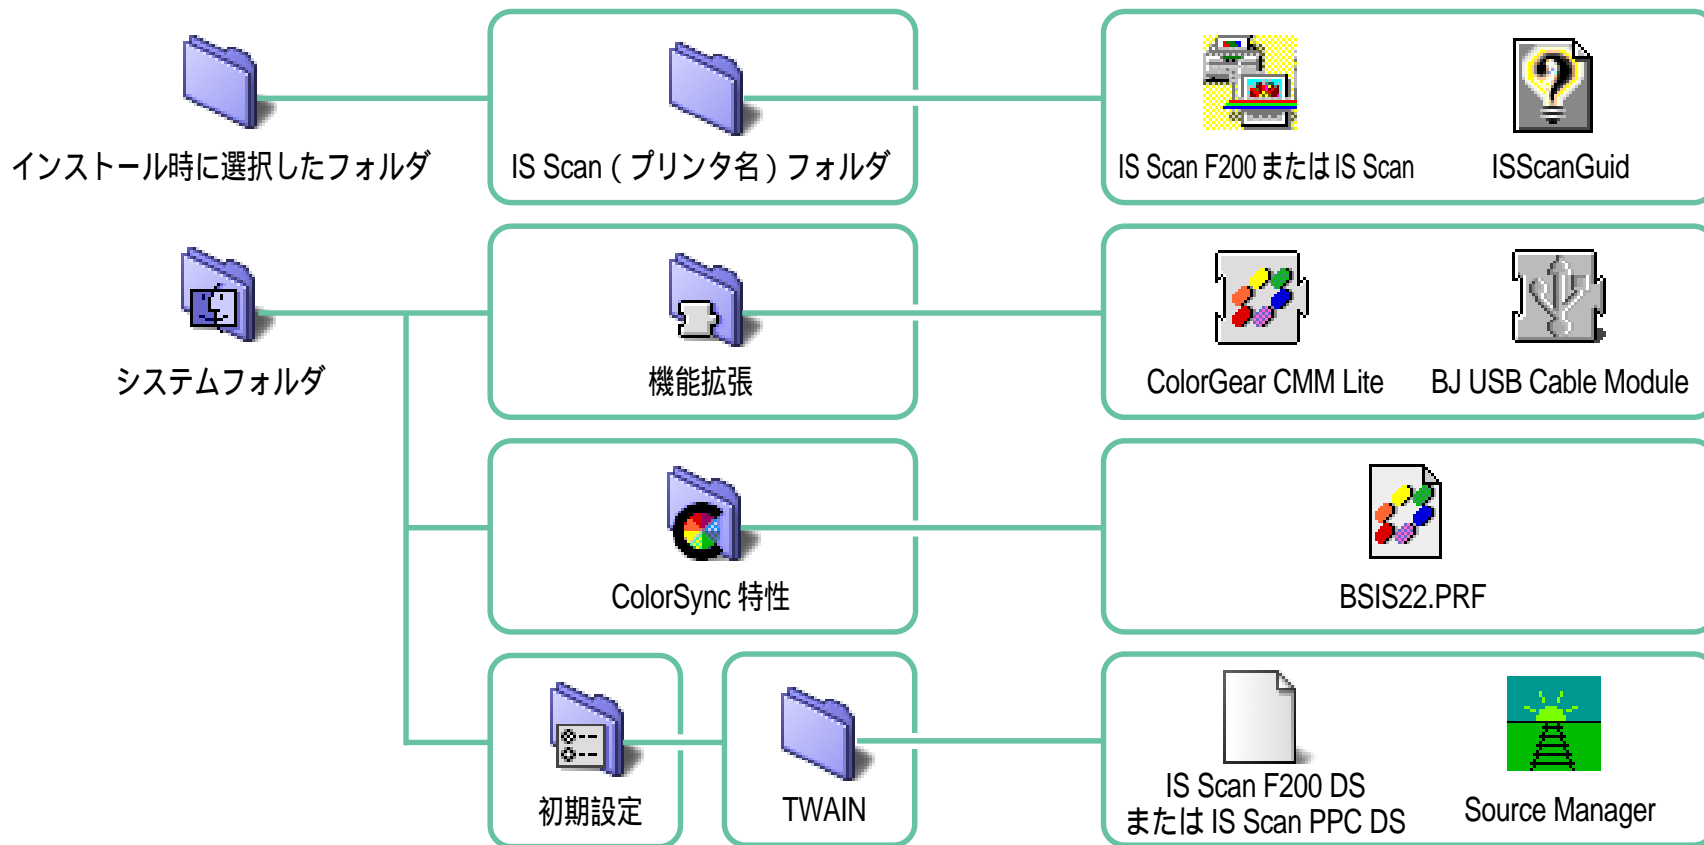 インストール時に選択したフォルダ
IS Scan（プリンタ名）フォルダ
IS Scan F200 または IS Scan
ISScanGuid
システムフォルダ
機能拡張
ColorGear CMM Lite
BJ USB Cable Module
ColorSync 特性
BSIS22.PRF
初期設定
TWAIN
IS Scan F200 DS
または IS Scan PPC DS
Source Manager